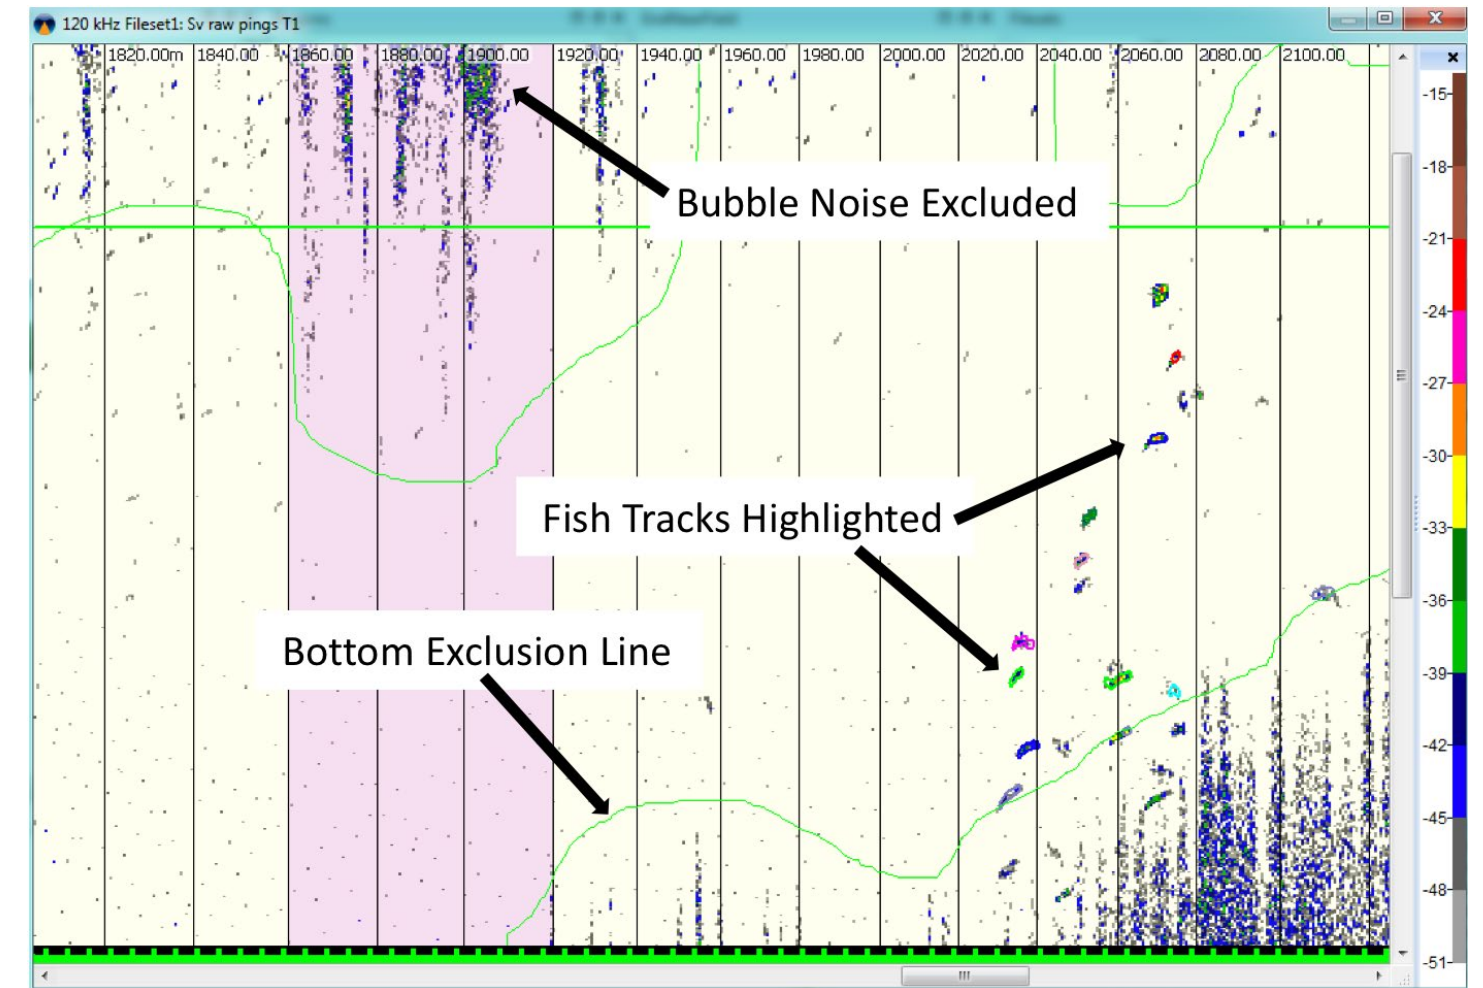 120 kHz Fileset1: Sv raw pings T1
1820.00m 1840.00 1860.00 1880.00 1900.00 1920.00 1940.00 1960.00 1980.00 2000.00 2020.00 2040.00 2060.00 2080.00 2100.00
Bubble Noise Excluded
Fish Tracks Highlighted
Bottom Exclusion Line
-15
-18
-21
-24
-27
-30
-33
-36
-39
-42
-45
-48
-51